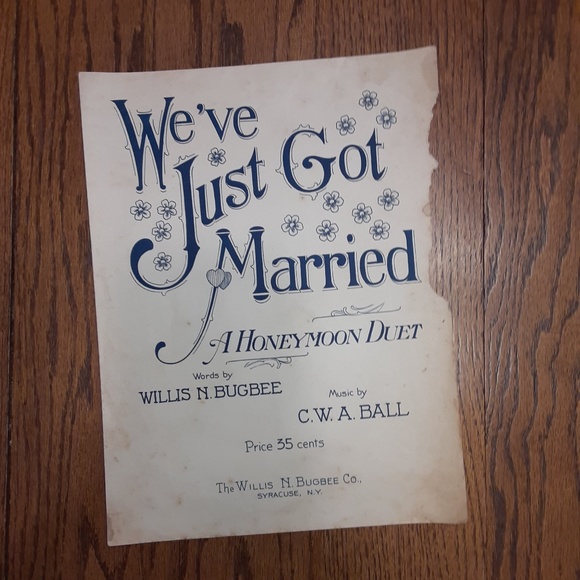 We've
Just Got
Married
A HONEYMOON DUET
Words by
WILLIS N. BUGBEE
Music by
C. W. A. BALL
Price 35 cents
The WILLIS N. BUGBEE CO.,
SYRACUSE, N.Y.